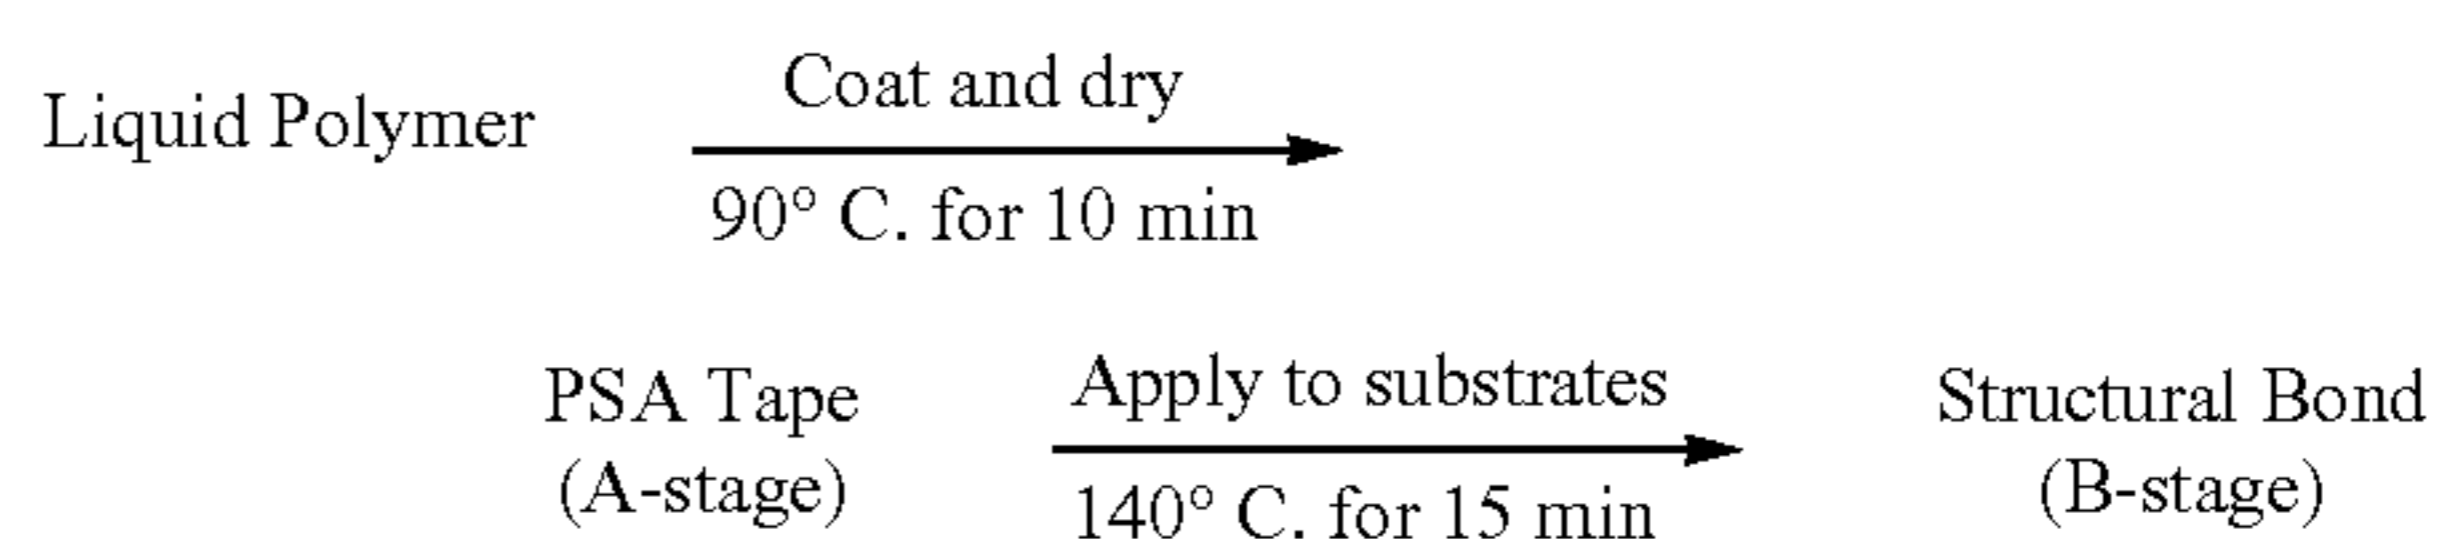 Liquid Polymer
Coat and dry
90° C. for 10 min
PSA Tape
(A-stage)
Apply to substrates
140° C. for 15 min
Structural Bond
(B-stage)